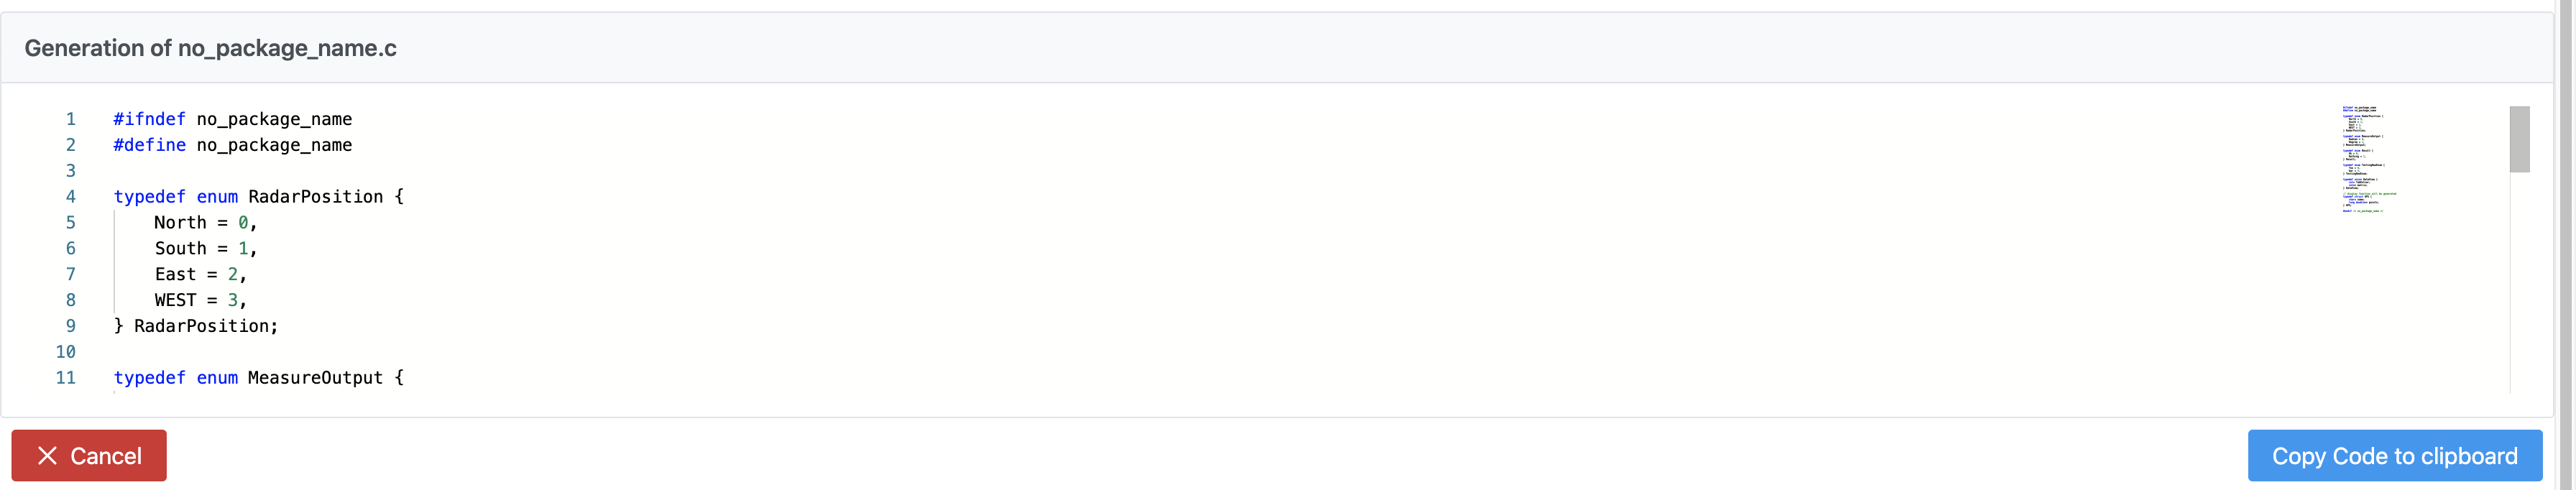 Generation of no_package_name.c
1 #ifndef no_package_name
2 #define no_package_name
3
4 typedef enum RadarPosition {
5 North = 0,
6 South = 1,
7 East = 2,
8 WEST = 3,
9 } RadarPosition;
10
11 typedef enum MeasureOutput {
Cancel
Copy Code to clipboard